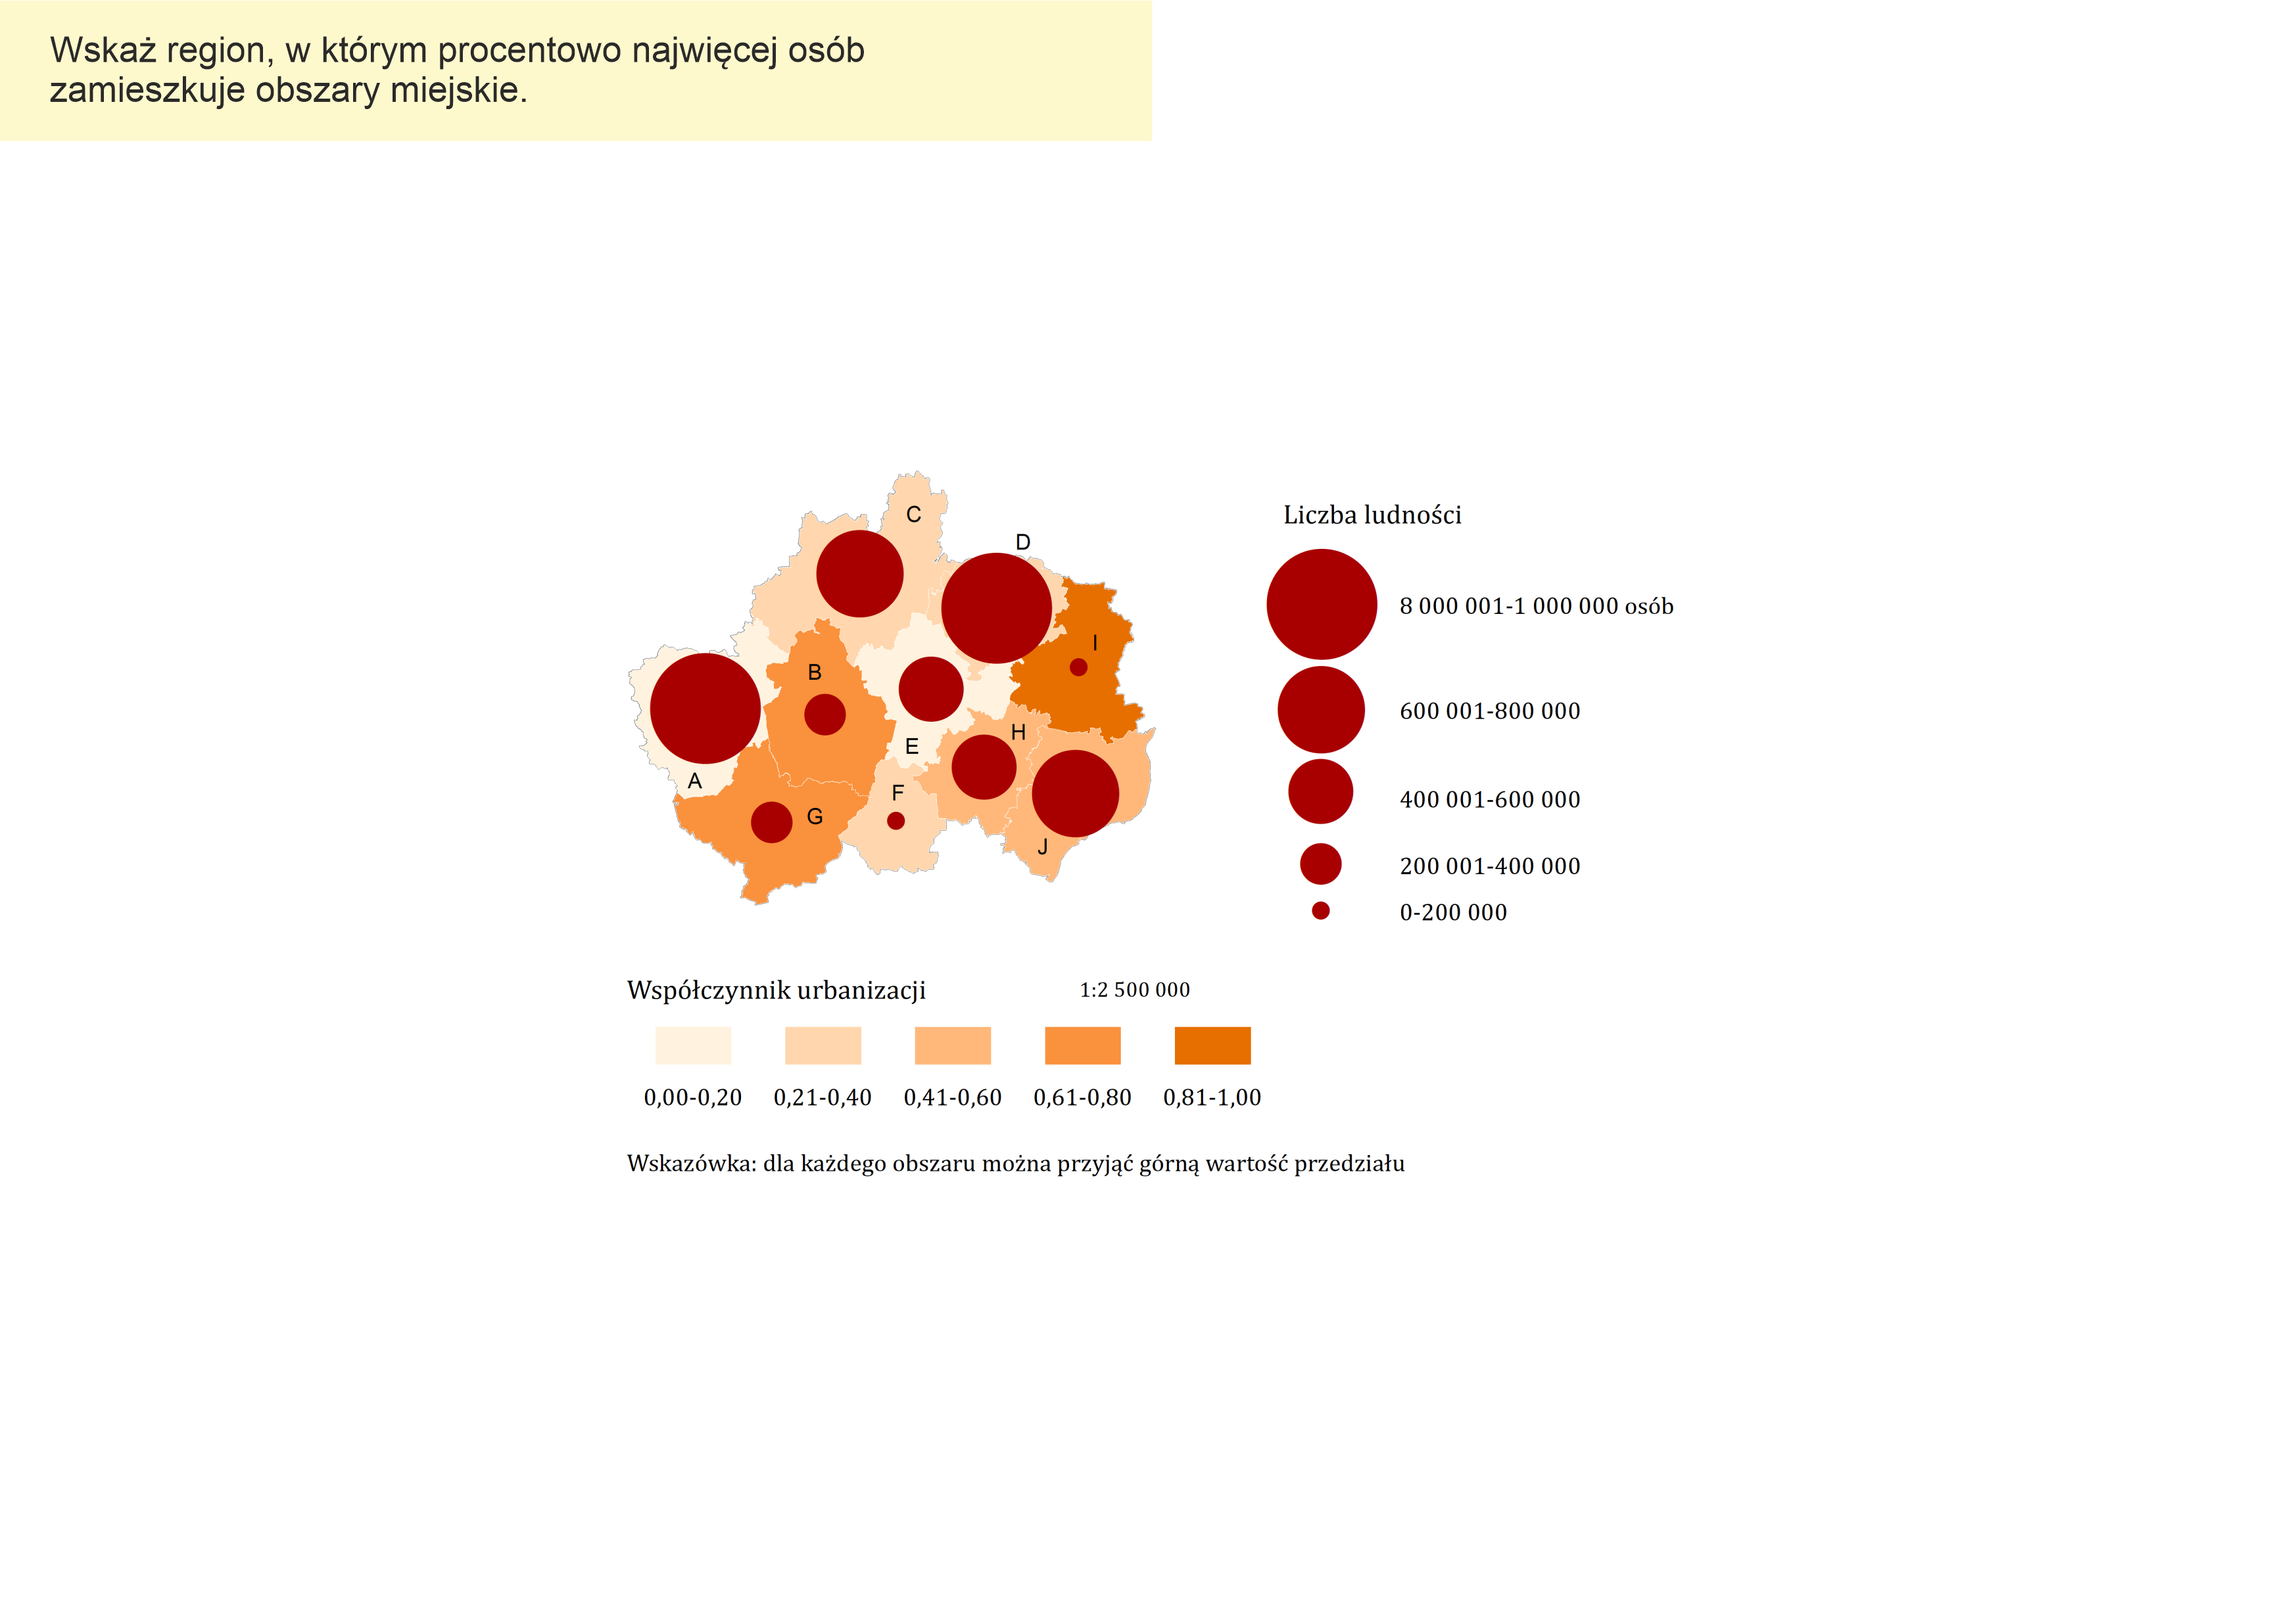 Wskaż region, w którym procentowo najwięcej osób
zamieszkuje obszary miejskie.
C
D
I
B
H
E
A
F
G
J
Liczba ludności
8 000 001-1 000 000 osób
600 001-800 000
400 001-600 000
200 001-400 000
0-200 000
Współczynnik urbanizacji 1:2 500 000
0,00-0,20 0,21-0,40 0,41-0,60 0,61-0,80 0,81-1,00
Wskazówka: dla każdego obszaru można przyjąć górną wartość przedziału